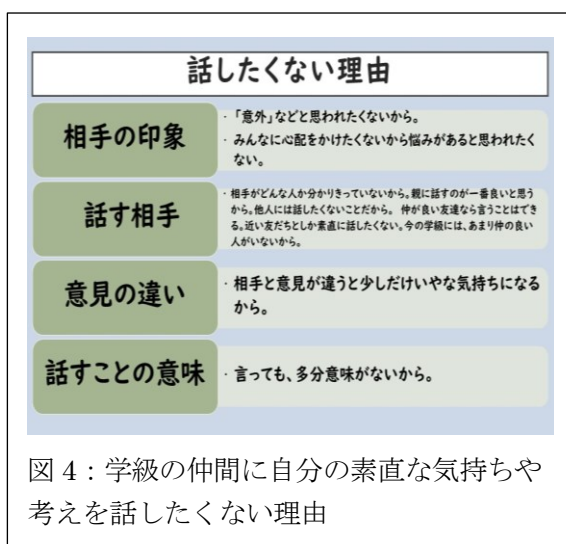 話したくない理由
相手の印象
・「意外」などと思われたくないから。
・みんなに心配をかけたくないから悩みがあると思われたく
ない。
話す相手
・相手がどんな人か分かりきっていないから。親に話すのが一番良いと思う
から。他人には話したくないことだから。 仲が良い友達なら言うことはでき
る。近い友だちとしか素直に話したくない。今の学級には、あまり仲の良い
人がいないから。
意見の違い
・相手と意見が違うと少しだけいやな気持ちになる
から。
話すことの意味
・言っても、多分意味がないから。
図 4：学級の仲間に自分の素直な気持ちや
考えを話したくない理由